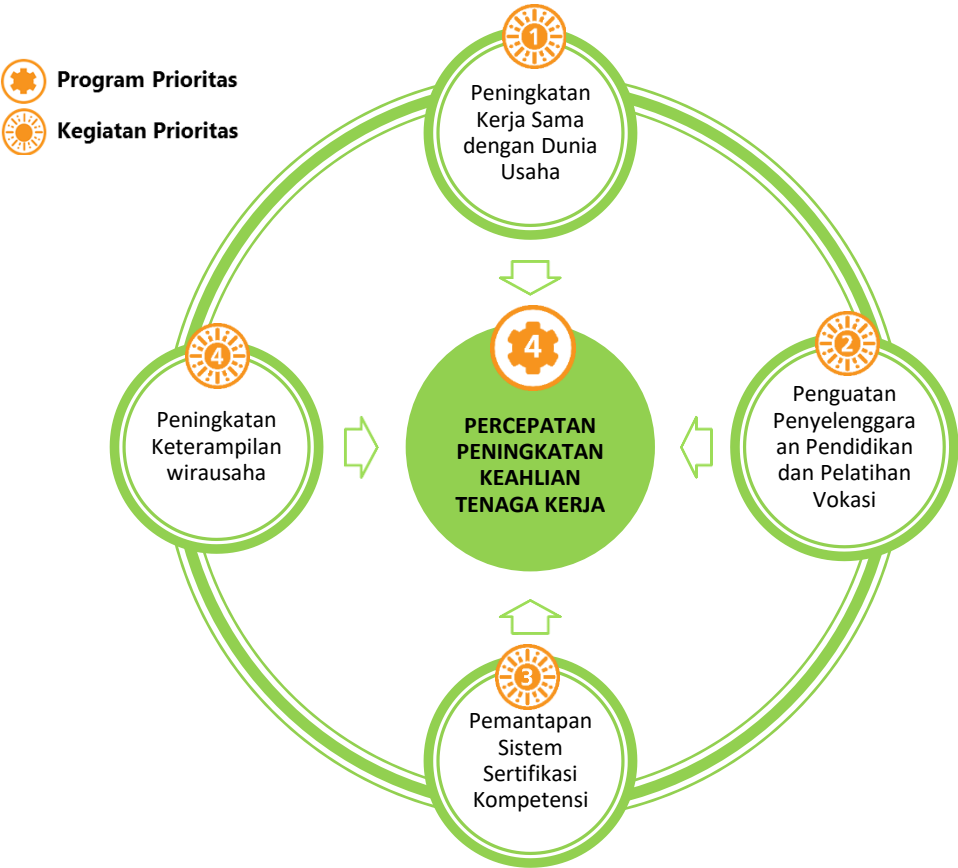 Program Prioritas
Kegiatan Prioritas
1
Peningkatan
Kerja Sama
dengan Dunia
Usaha
2
Penguatan
Penyelenggara
an Pendidikan
dan Pelatihan
Vokasi
3
Pemantapan
Sistem
Sertifikasi
Kompetensi
4
Peningkatan
Keterampilan
wirausaha
4
PERCEPATAN
PENINGKATAN
KEAHLIAN
TENAGA KERJA